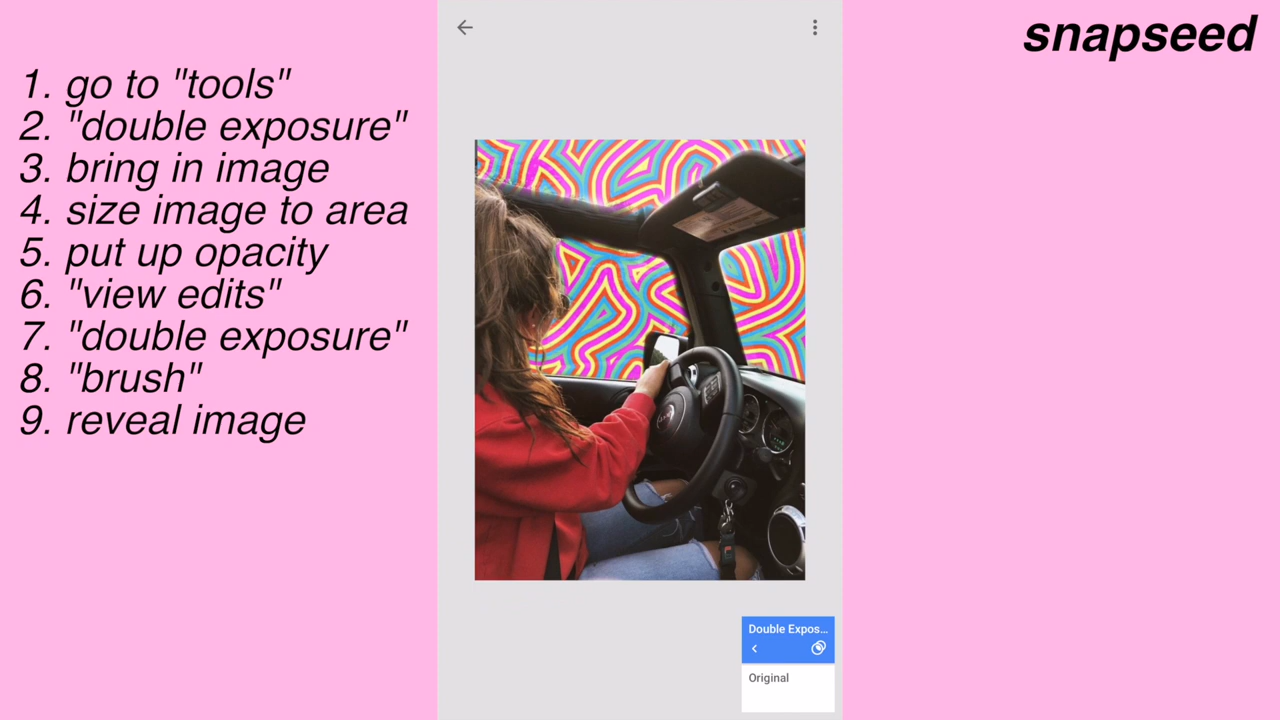 snapseed
1. go to "tools"
2. "double exposure"
3. bring in image
4. size image to area
5. put up opacity
6. "view edits"
7. "double exposure"
8. "brush"
9. reveal image
Double Expos...
Original